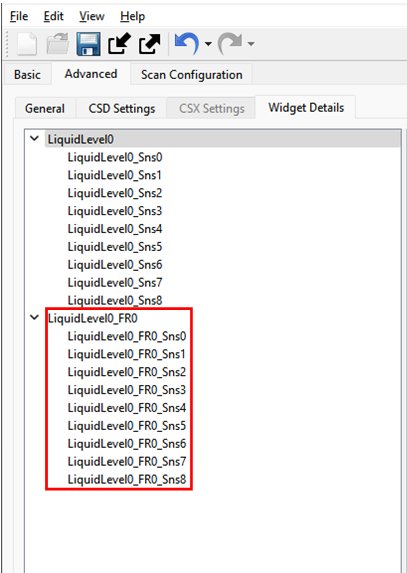 File Edit View Help
Basic Advanced Scan Configuration
General CSD Settings CSX Settings Widget Details
LiquidLevel0
LiquidLevel0_Sns0
LiquidLevel0_Sns1
LiquidLevel0_Sns2
LiquidLevel0_Sns3
LiquidLevel0_Sns4
LiquidLevel0_Sns5
LiquidLevel0_Sns6
LiquidLevel0_Sns7
LiquidLevel0_Sns8
LiquidLevel0_FR0
LiquidLevel0_FR0_Sns0
LiquidLevel0_FR0_Sns1
LiquidLevel0_FR0_Sns2
LiquidLevel0_FR0_Sns3
LiquidLevel0_FR0_Sns4
LiquidLevel0_FR0_Sns5
LiquidLevel0_FR0_Sns6
LiquidLevel0_FR0_Sns7
LiquidLevel0_FR0_Sns8